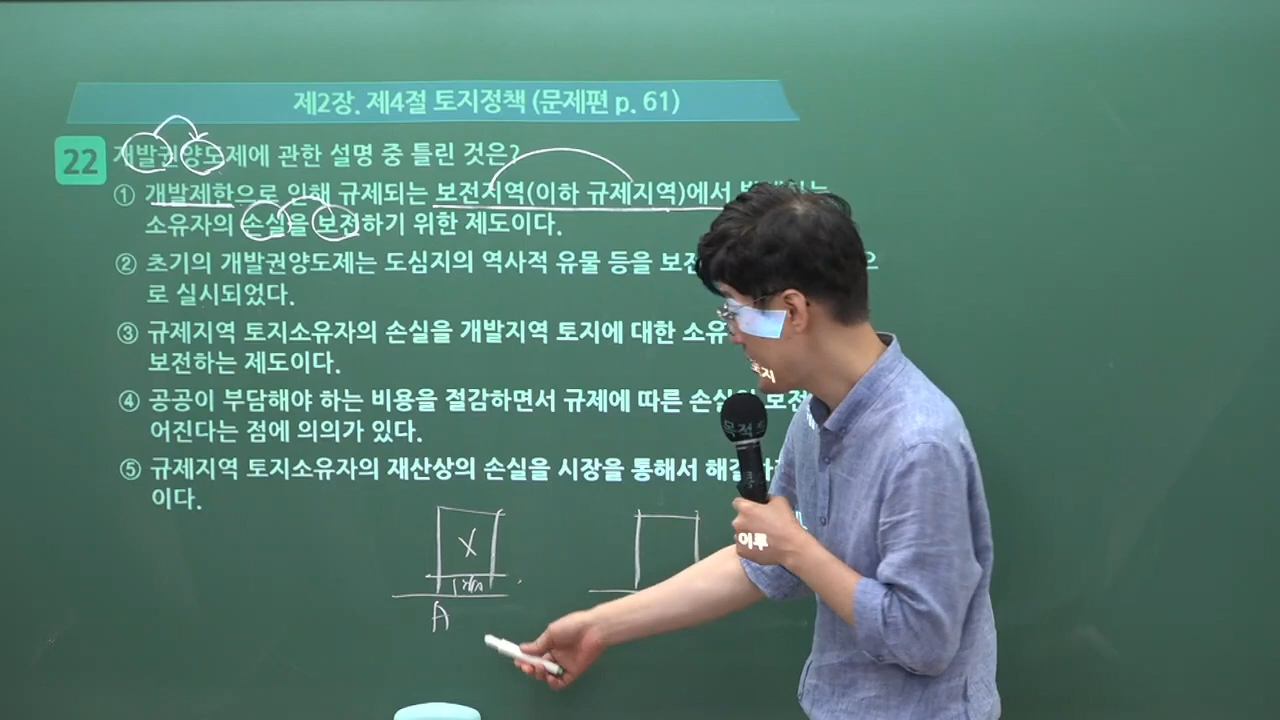 제2장. 제4절 토지정책 (문제편 p. 61)
22 개발권양도제에 관한 설명 중 틀린 것은?
① 개발제한으로 인해 규제되는 보전지역(이하 규제지역)에서
소유자의 손실을 보전하기 위한 제도이다.
② 초기의 개발권양도제는 도심지의 역사적 유물 등을
로 실시되었다.
③ 규제지역 토지소유자의 손실을 개발지역 토지에 대한
보전하는 제도이다.
④ 공공이 부담해야 하는 비용을 절감하면서 규제에 따른
어진다는 점에 의의가 있다.
⑤ 규제지역 토지소유자의 재산상의 손실을 시장을 통해서
이다.
X
A
이루